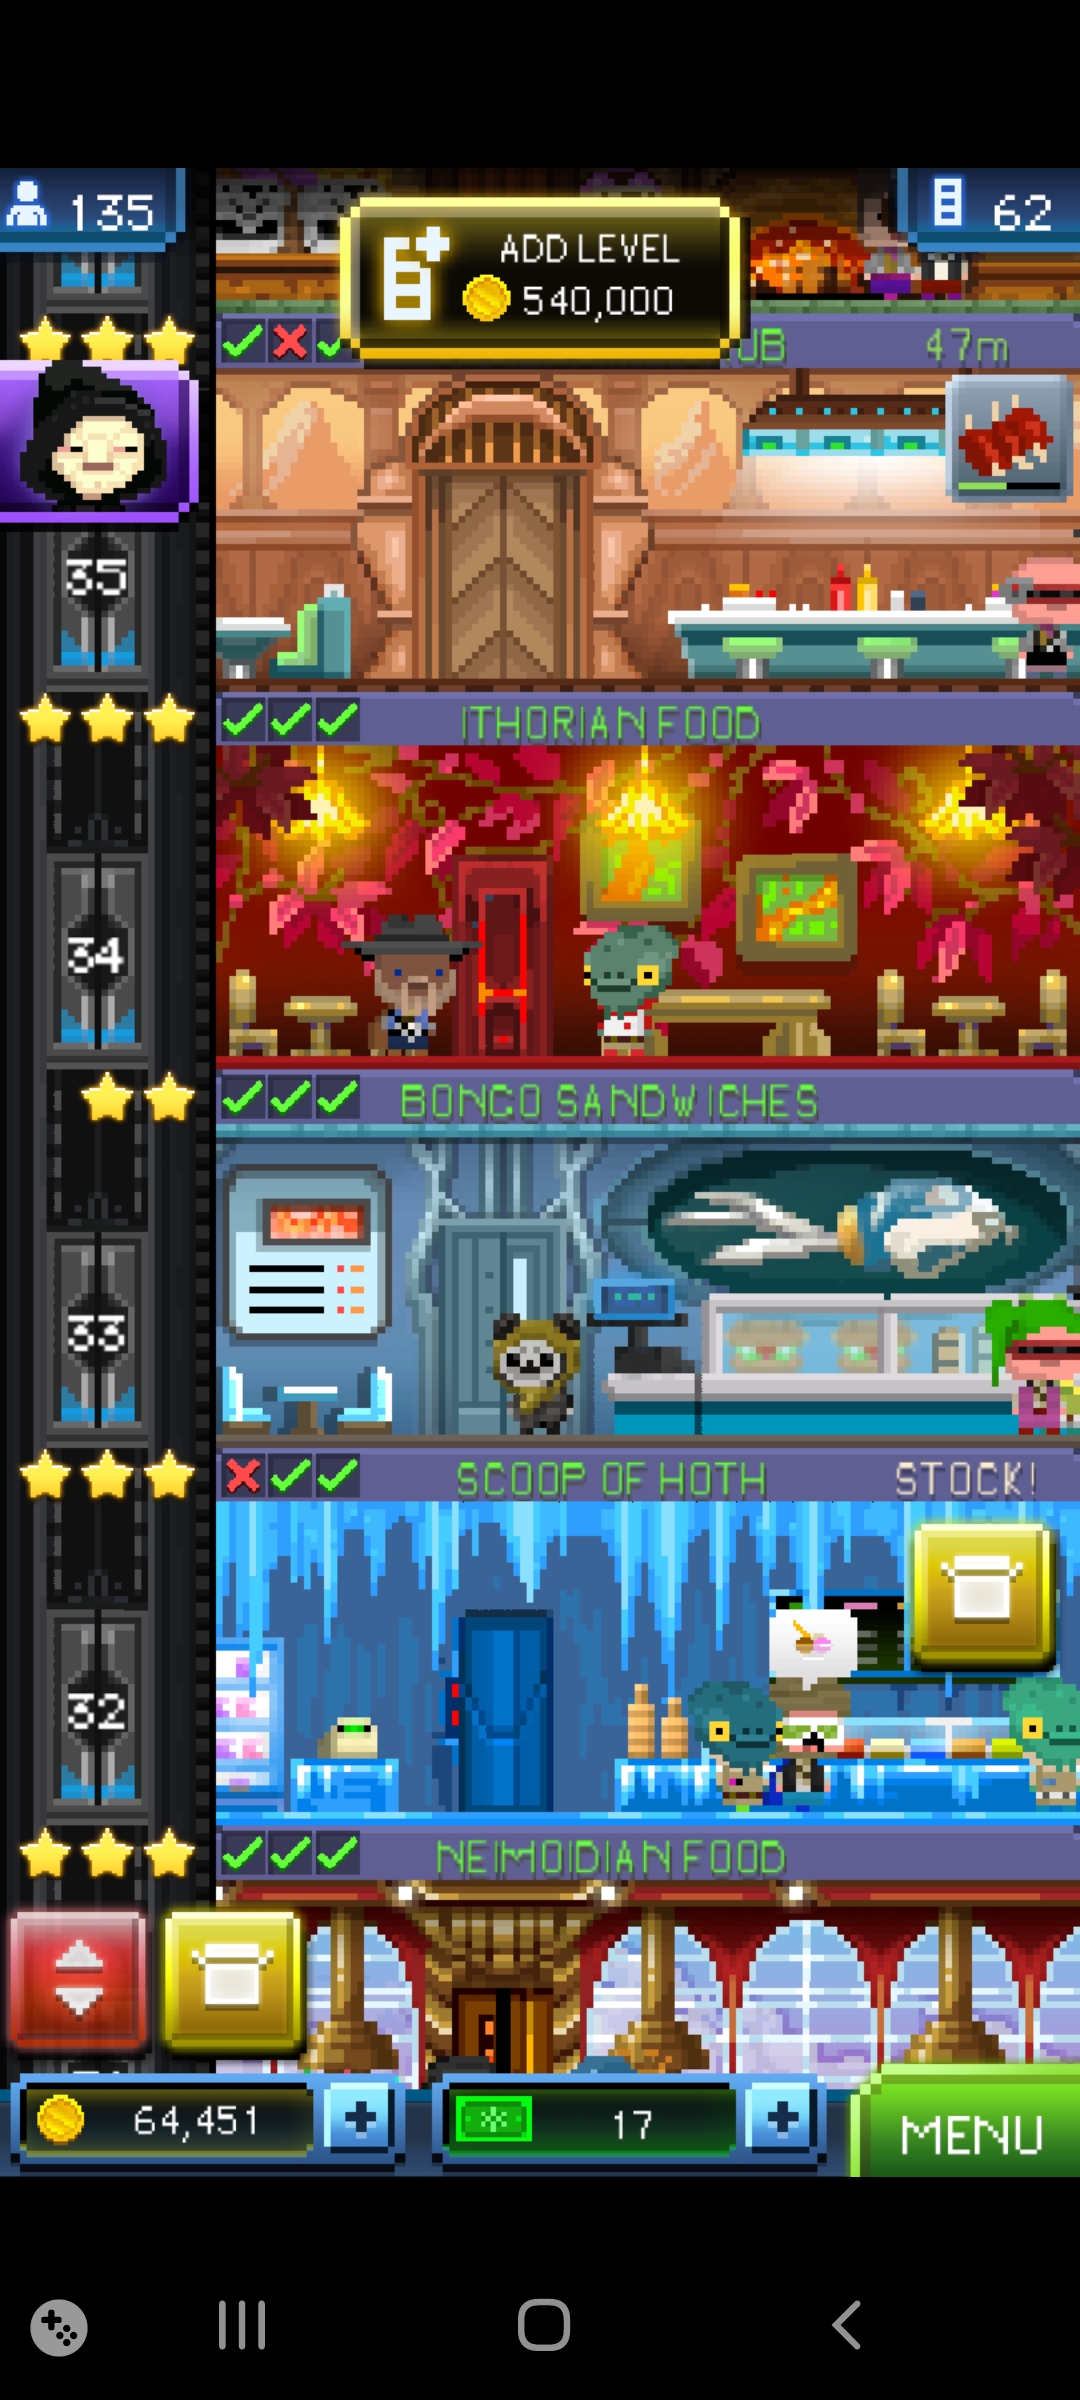 135
ADD LEVEL
540,000
62
UB
47m
35
ITHORIAN FOOD
34
BONGO SANDWICHES
33
SCOOP OF HOTH
STOCK!
32
NEIMOIDIAN FOOD
64,451
17
MENU